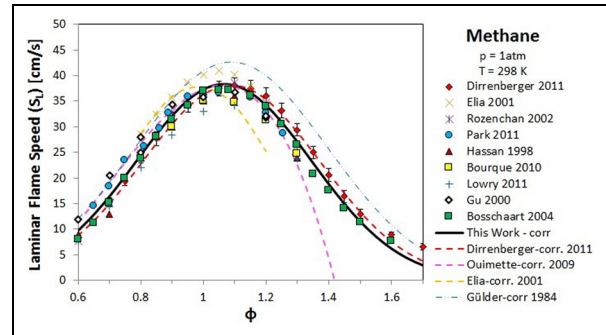 50
45
40
35
30
25
20
15
10
5
0
Laminar Flame Speed (SL) [cm/s]
0.6 0.8 1 1.2 1.4 1.6
ϕ
Methane
p = 1atm
T = 298 K
Dirrenberger 2011
Elia 2001
Rozenchan 2002
Park 2011
Hassan 1998
Bourque 2010
Lowry 2011
Gu 2000
Bosschaart 2004
This Work - corr
Dirrenberger-corr. 2011
Ouimette-corr. 2009
Elia-corr. 2001
Gülder-corr 1984